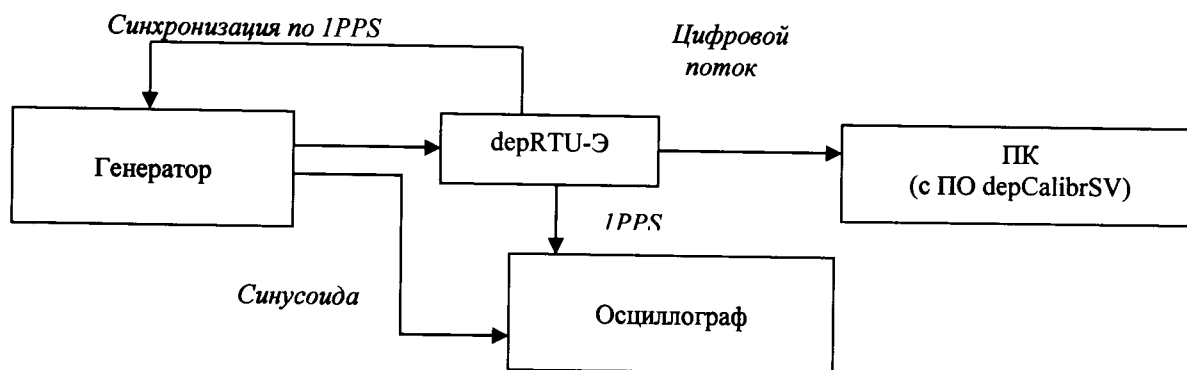 Синхронизация по 1PPS
Цифровой
поток
Генератор
depRTU-Э
ПК
(с ПО depCalibrSV)
1PPS
Синусоида
Осциллограф